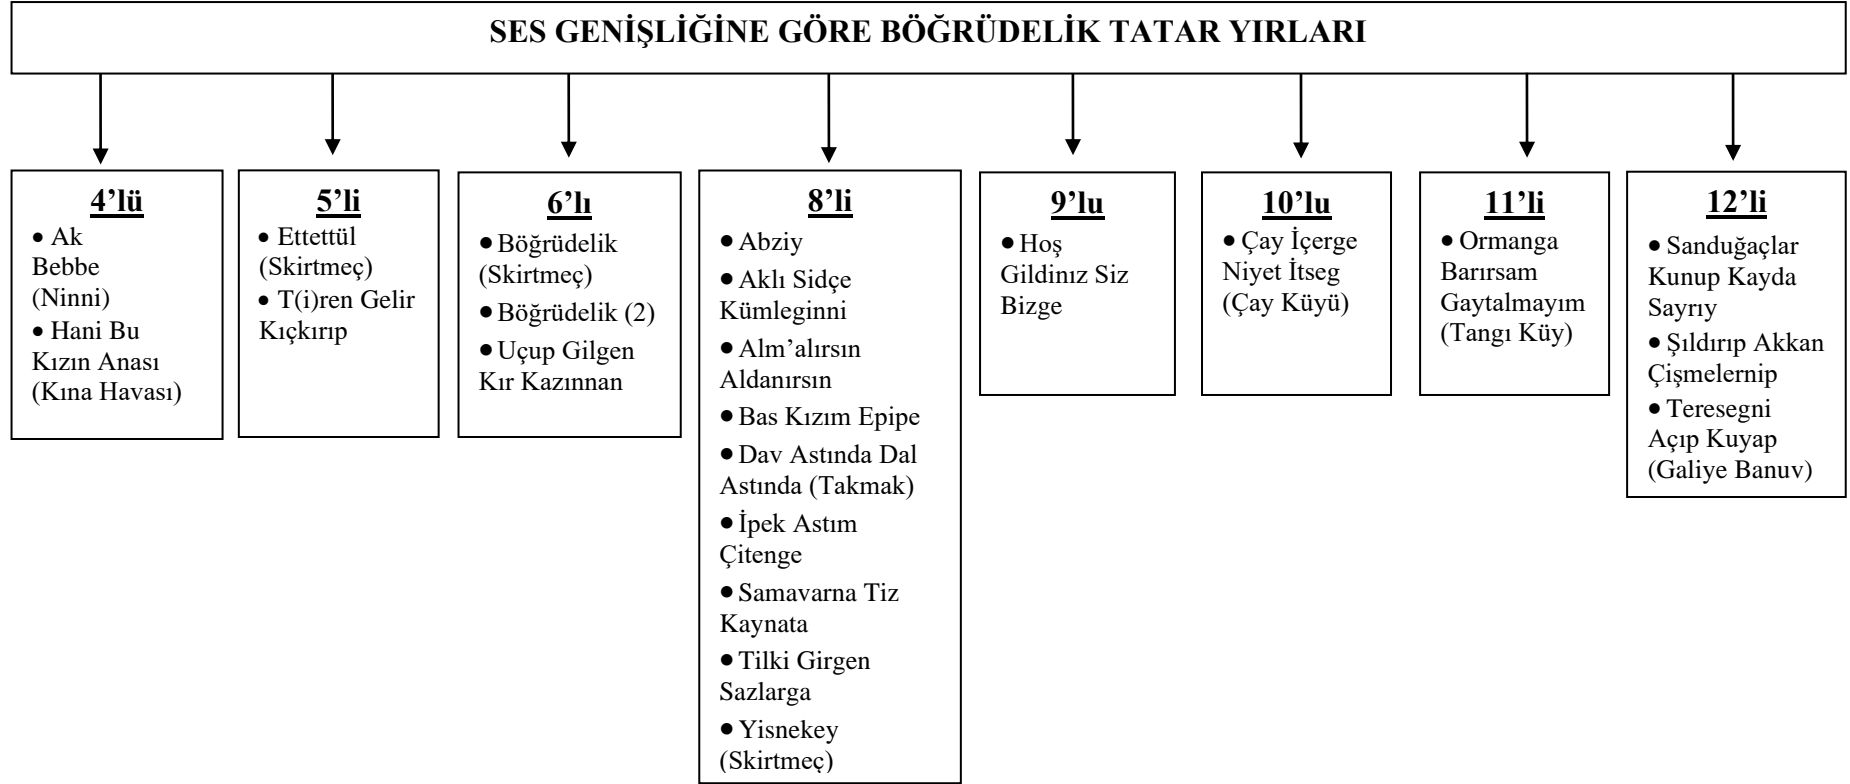 SES GENİŞLİĞİNE GÖRE BÖĞRÜDELİK TATAR YIRLARI
4’lü
• Ak
Bebbe
(Ninni)
• Hani Bu
Kızın Anası
(Kına Havası)
5’li
• Ettettül
(Skirtmeç)
• T(i)ren Gelir
Kıçkırıp
6’lı
• Böğrüdelik
(Skirtmeç)
• Böğrüdelik (2)
• Uçup Gilgen
Kır Kazınnan
8’li
• Abziy
• Aklı Sidçe
Kümleginni
• Alm’alırsın
Aldanırsın
• Bas Kızım Epipe
• Dav Astında Dal
Astında (Takmak)
• İpek Astım
Çitenge
• Samavarna Tiz
Kaynata
• Tilki Girgen
Sazlarga
• Yisnekey
(Skirtmeç)
9’lu
• Hoş
Gildiniz Siz
Bizge
10’lu
• Çay İçerge
Niyet İtseg
(Çay Küyü)
11’li
• Ormanga
Barırsam
Gaytalmayım
(Tangı Küy)
12’li
• Sanduğaçlar
Kunup Kayda
Sayrıy
• Şıldırıp Akkan
Çişmelernip
• Teresegni
Açıp Kuyap
(Galiye Banuv)